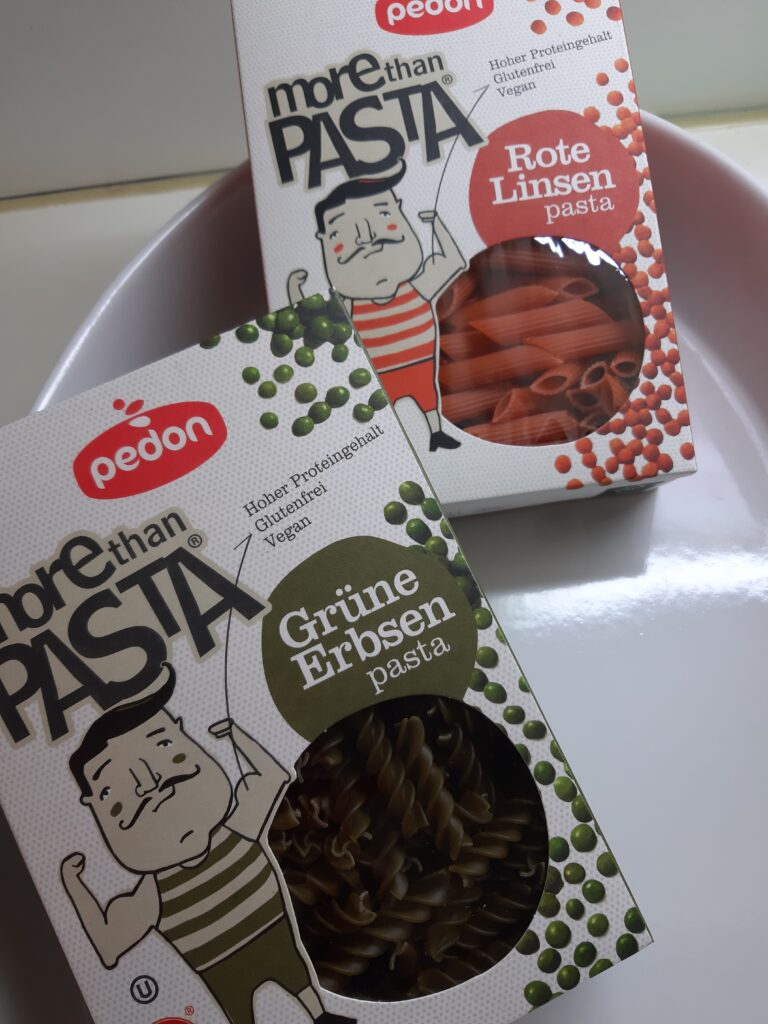 pedon
more than
PASTA®
Hoher Proteingehalt
Glutenfrei
Vegan
Rote
Linsen
pasta
pedon
more than
PASTA®
Hoher Proteingehalt
Glutenfrei
Vegan
Grüne
Erbsen
pasta
U
®